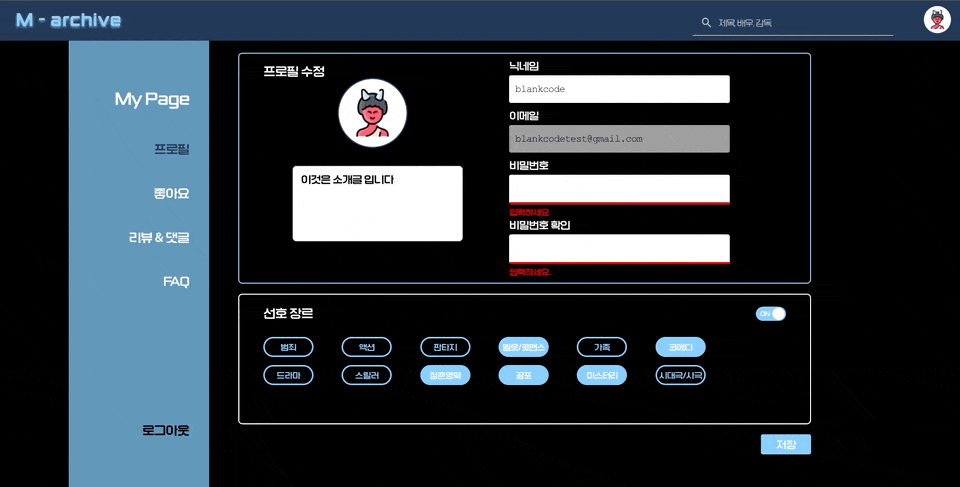 M - archive
제목, 배우, 감독
My Page
프로필
좋아요
리뷰 & 댓글
FAQ
로그아웃
프로필 수정
이것은 소개글 입니다
닉네임
blankcode
이메일
blankcodetest@gmail.com
비밀번호
입력하세요.
비밀번호 확인
입력하세요.
선호 장르
ON
범죄 액션 판타지 멜로/로맨스 가족 코메디
드라마 스릴러 청춘영화 공포 미스터리 시대극/사극
저장